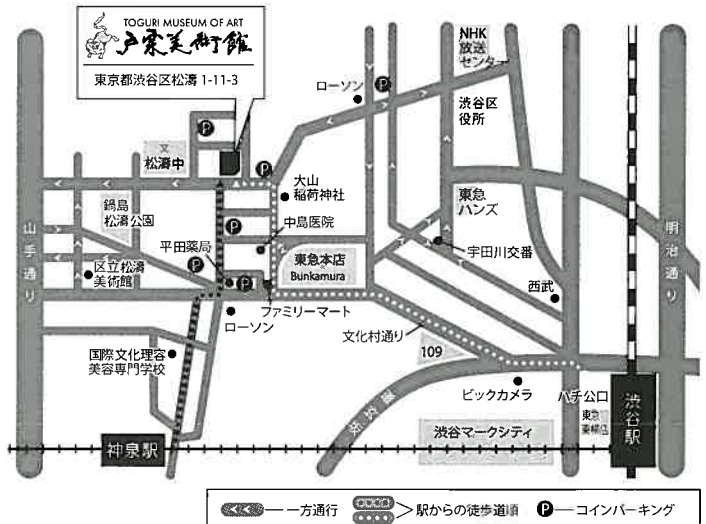 TOGURI MUSEUM OF ART
戸栗美術館
東京都渋谷区松濤 1-11-3
NHK
放送
センター
ローソン
P
渋谷区
役所
P
文
松濤中
P
大山
稲荷神社
東急
ハンズ
鍋島
松濤公園
P
中島医院
山手通り
明治通り
平田薬局
東急本店
Bunkamura
宇田川交番
P
区立松濤
美術館
P
西武
ファミリーマート
ローソン
文化村通り
国際文化理容
美容専門学校
109
ビックカメラ
ハチ公口
渋谷駅
東急
東横店
道玄坂
渋谷マークシティ
神泉駅
一方通行
駅からの徒歩道順
P
コインパーキング